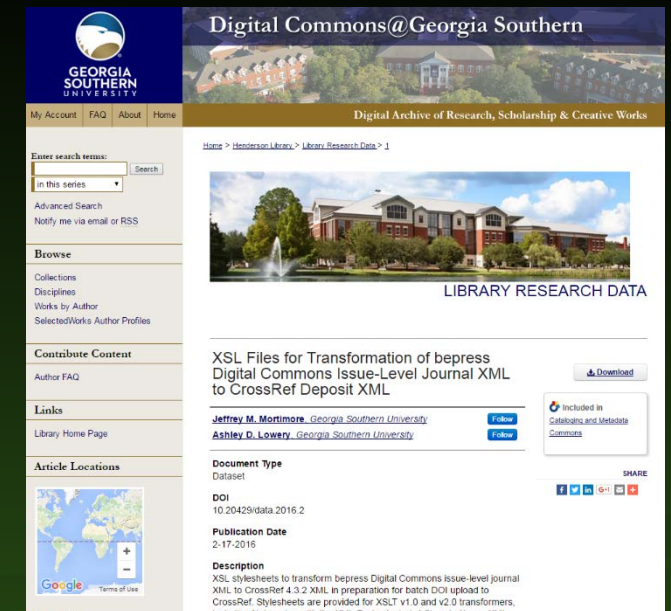 Digital Commons@Georgia Southern
GEORGIA
SOUTHERN
UNIVERSITY
My Account FAQ About Home
Digital Archive of Research, Scholarship & Creative Works
Enter search terms:
Search
in this series
Advanced Search
Notify me via email or RSS
Browse
Collections
Disciplines
Works by Author
SelectedWorks Author Profiles
Contribute Content
Author FAQ
Links
Library Home Page
Article Locations
+
−
Google Terms of Use
Home > Henderson Library > Library Research Data > 1
LIBRARY RESEARCH DATA
XSL Files for Transformation of bepress
Digital Commons Issue-Level Journal XML
to CrossRef Deposit XML
Jeffrey M. Mortimore, Georgia Southern University Follow
Ashley D. Lowery, Georgia Southern University Follow
Document Type
Dataset
DOI
10.20429/data.2016.2
Publication Date
2-17-2016
Description
XSL stylesheets to transform bepress Digital Commons issue-level journal
XML to CrossRef 4.3.2 XML in preparation for batch DOI upload to
CrossRef. Stylesheets are provided for XSLT v1.0 and v2.0 transformers,
Download
Included in
Cataloging and Metadata
Commons
SHARE